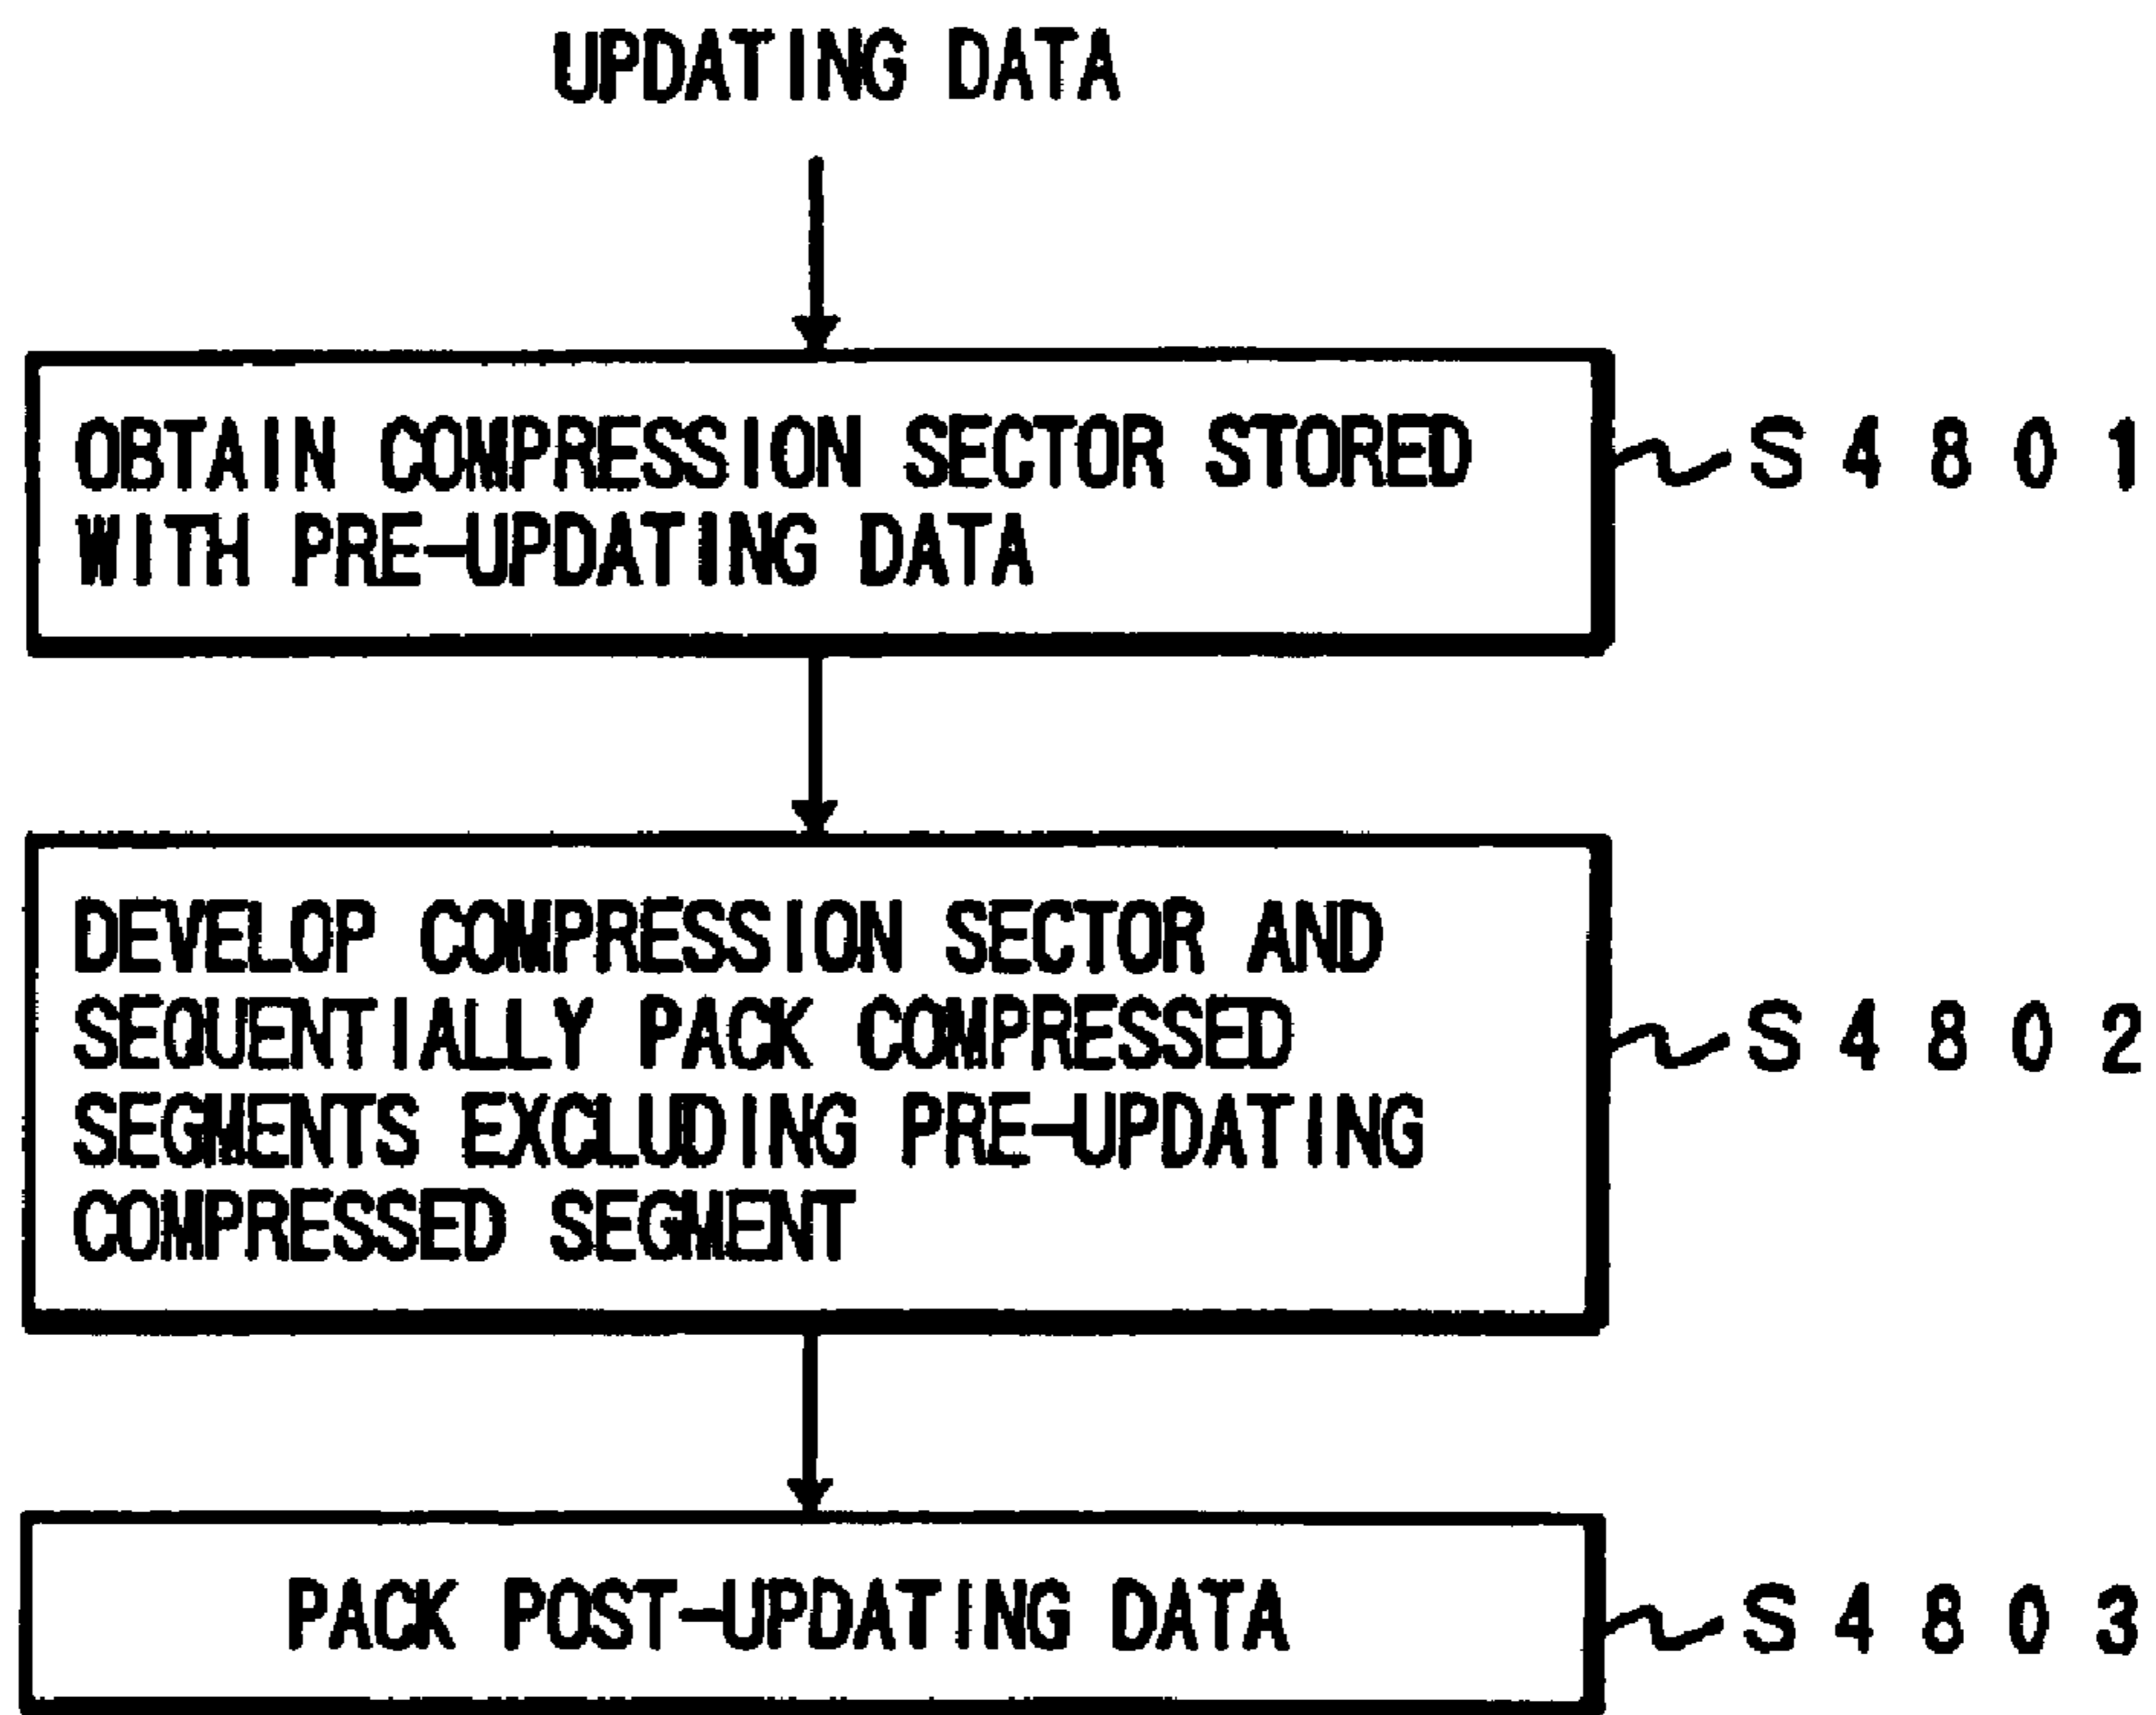 UPDATING DATA
OBTAIN COMPRESSION SECTOR STORED
WITH PRE-UPDATING DATA
S4801
DEVELOP COMPRESSION SECTOR AND
SEQUENTIALLY PACK COMPRESSED
SEGMENTS EXCLUDING PRE-UPDATING
COMPRESSED SEGMENT
S4802
PACK POST-UPDATING DATA
S4803